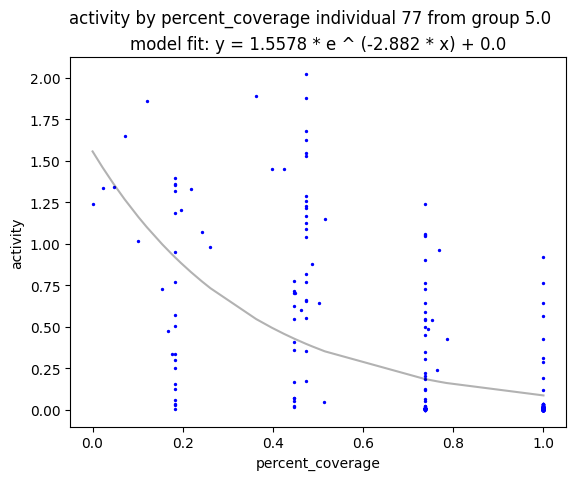 activity by percent_coverage individual 77 from group 5.0
model fit: y = 1.5578 * e ^ (-2.882 * x) + 0.0
activity
2.00
1.75
1.50
1.25
1.00
0.75
0.50
0.25
0.00
0.0 0.2 0.4 0.6 0.8 1.0
percent_coverage